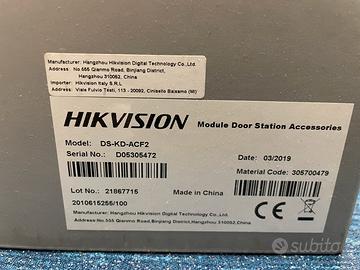 Manufacturer: Hangzhou Hikvision Digital Technology Co.,Ltd.
Address: No.555 Qianmo Road, Binjiang District,
Hangzhou 310052, China
Importer: Hikvision Italy S.R.L
Address: Viale Fulvio Testi, 113 - 20092, Cinisello Balsamo (MI)
HIKVISION Module Door Station Accessories
Model: DS-KD-ACF2
Serial No.: D05305472
Date: 03/2019
Material Code: 305700479
Lot No.: 21867715
2010615255/100
Manufacturer: Hangzhou Hikvision Digital Technology Co.,Ltd.
Address: No.555 Qianmo Road, Binjiang District, Hangzhou 310052, China
Made in China
CE
subito